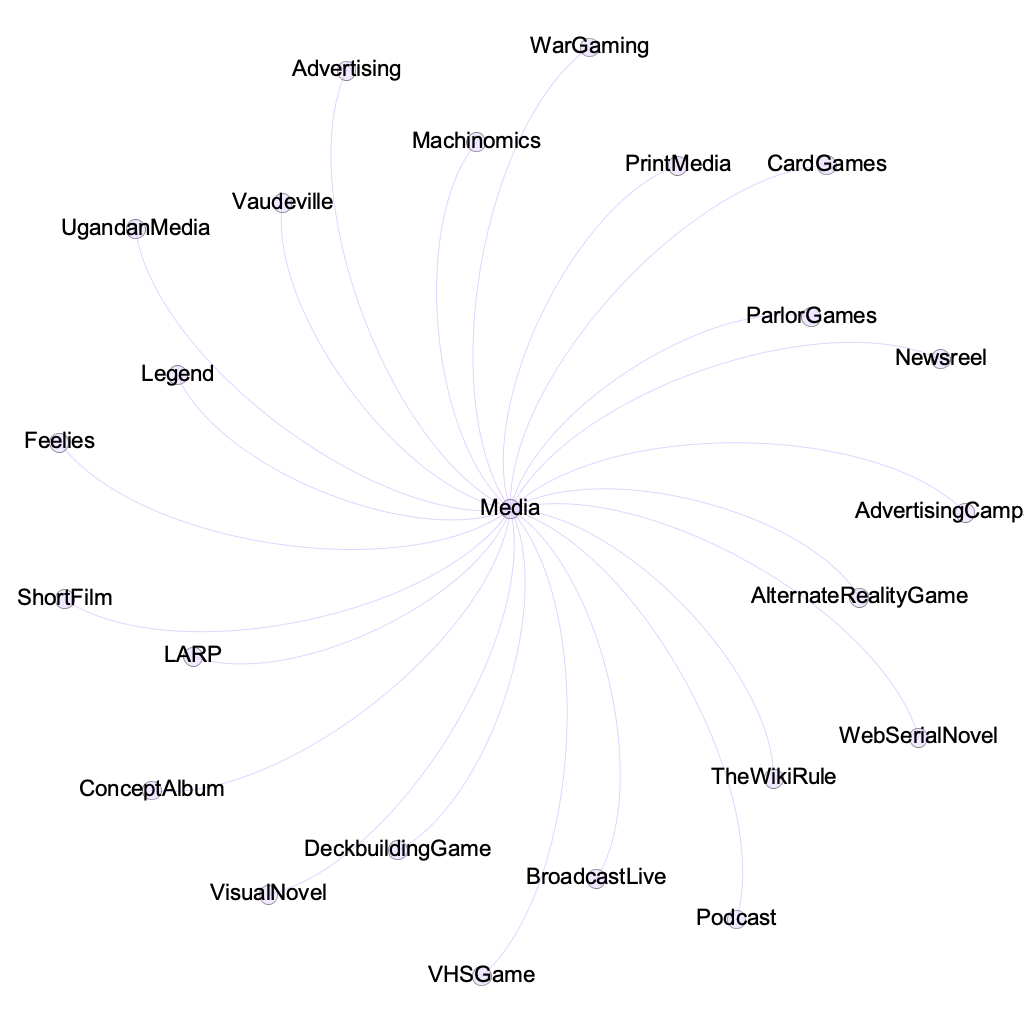 WarGaming
Advertising
Machinomics
PrintMedia
CardGames
Vaudeville
UgandanMedia
ParlorGames
Newsreel
Legend
Feelies
Media
AdvertisingCamp
AlternateRealityGame
ShortFilm
LARP
WebSerialNovel
TheWikiRule
ConceptAlbum
DeckbuildingGame
BroadcastLive
VisualNovel
Podcast
VHSGame